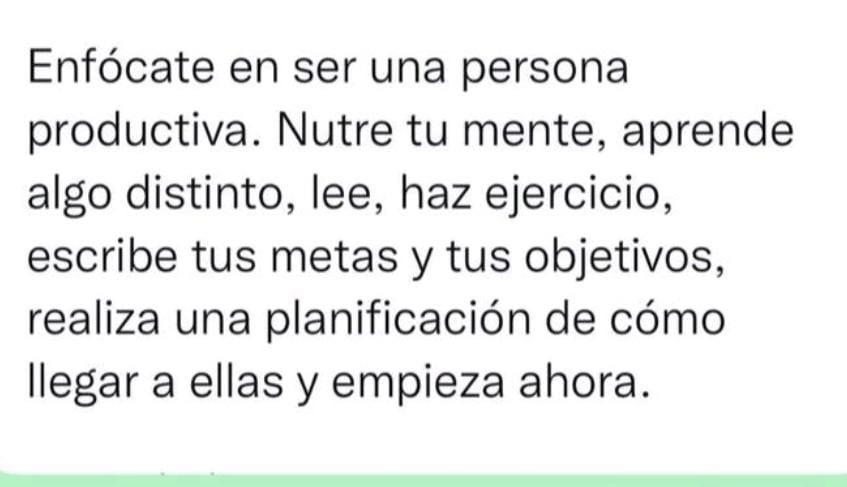 Enfócate en ser una persona
productiva. Nutre tu mente, aprende
algo distinto, lee, haz ejercicio,
escribe tus metas y tus objetivos,
realiza una planificación de cómo
llegar a ellas y empieza ahora.